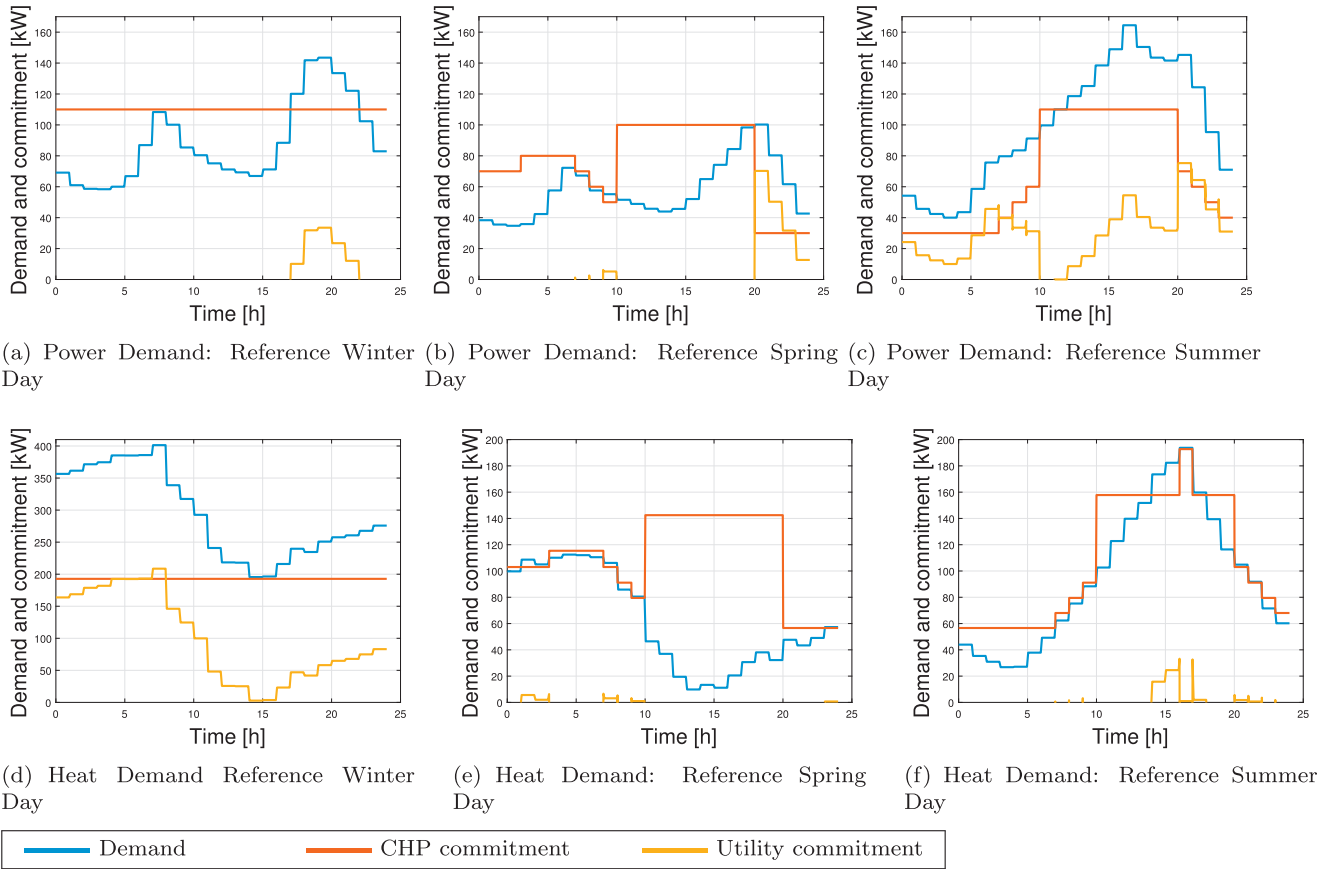 Demand and commitment [kW]
160
140
120
100
80
60
40
20
0
0 5 10 15 20 25
Time [h]
(a) Power Demand: Reference Winter
Day
Demand and commitment [kW]
160
140
120
100
80
60
40
20
0
0 5 10 15 20 25
Time [h]
(b) Power Demand: Reference Spring
Day
Demand and commitment [kW]
160
140
120
100
80
60
40
20
0
0 5 10 15 20 25
Time [h]
(c) Power Demand: Reference Summer
Day
Demand and commitment [kW]
400
350
300
250
200
150
100
50
0
0 5 10 15 20 25
Time [h]
(d) Heat Demand Reference Winter
Day
Demand and commitment [kW]
200
180
160
140
120
100
80
60
40
20
0
0 5 10 15 20 25
Time [h]
(e) Heat Demand: Reference Spring
Day
Demand and commitment [kW]
200
180
160
140
120
100
80
60
40
20
0
0 5 10 15 20 25
Time [h]
(f) Heat Demand: Reference Summer
Day
Demand CHP commitment Utility commitment